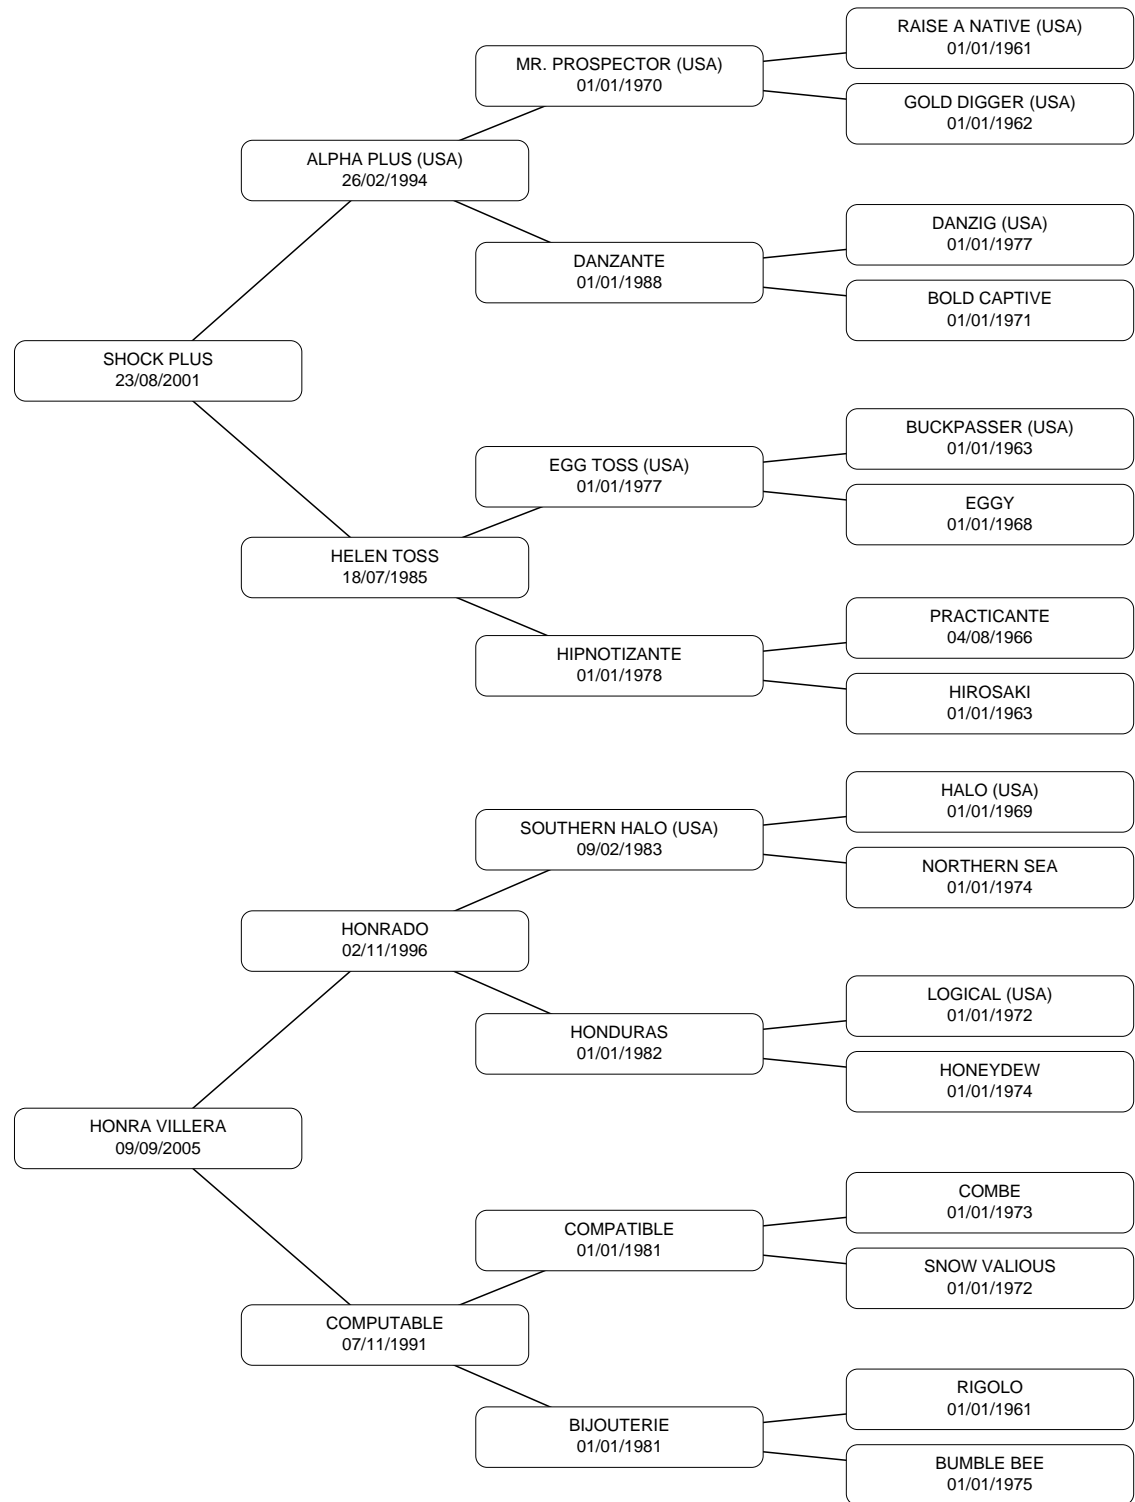 RAISE A NATIVE (USA)
01/01/1961
MR. PROSPECTOR (USA)
01/01/1970
GOLD DIGGER (USA)
01/01/1962
ALPHA PLUS (USA)
26/02/1994
DANZIG (USA)
01/01/1977
DANZANTE
01/01/1988
BOLD CAPTIVE
01/01/1971
SHOCK PLUS
23/08/2001
BUCKPASSER (USA)
01/01/1963
EGG TOSS (USA)
01/01/1977
EGGY
01/01/1968
HELEN TOSS
18/07/1985
PRACTICANTE
04/08/1966
HIPNOTIZANTE
01/01/1978
HIROSAKI
01/01/1963
HALO (USA)
01/01/1969
SOUTHERN HALO (USA)
09/02/1983
NORTHERN SEA
01/01/1974
HONRADO
02/11/1996
LOGICAL (USA)
01/01/1972
HONDURAS
01/01/1982
HONEYDEW
01/01/1974
HONRA VILLERA
09/09/2005
COMBE
01/01/1973
COMPATIBLE
01/01/1981
SNOW VALIOUS
01/01/1972
COMPUTABLE
07/11/1991
RIGOLO
01/01/1961
BIJOUTERIE
01/01/1981
BUMBLE BEE
01/01/1975